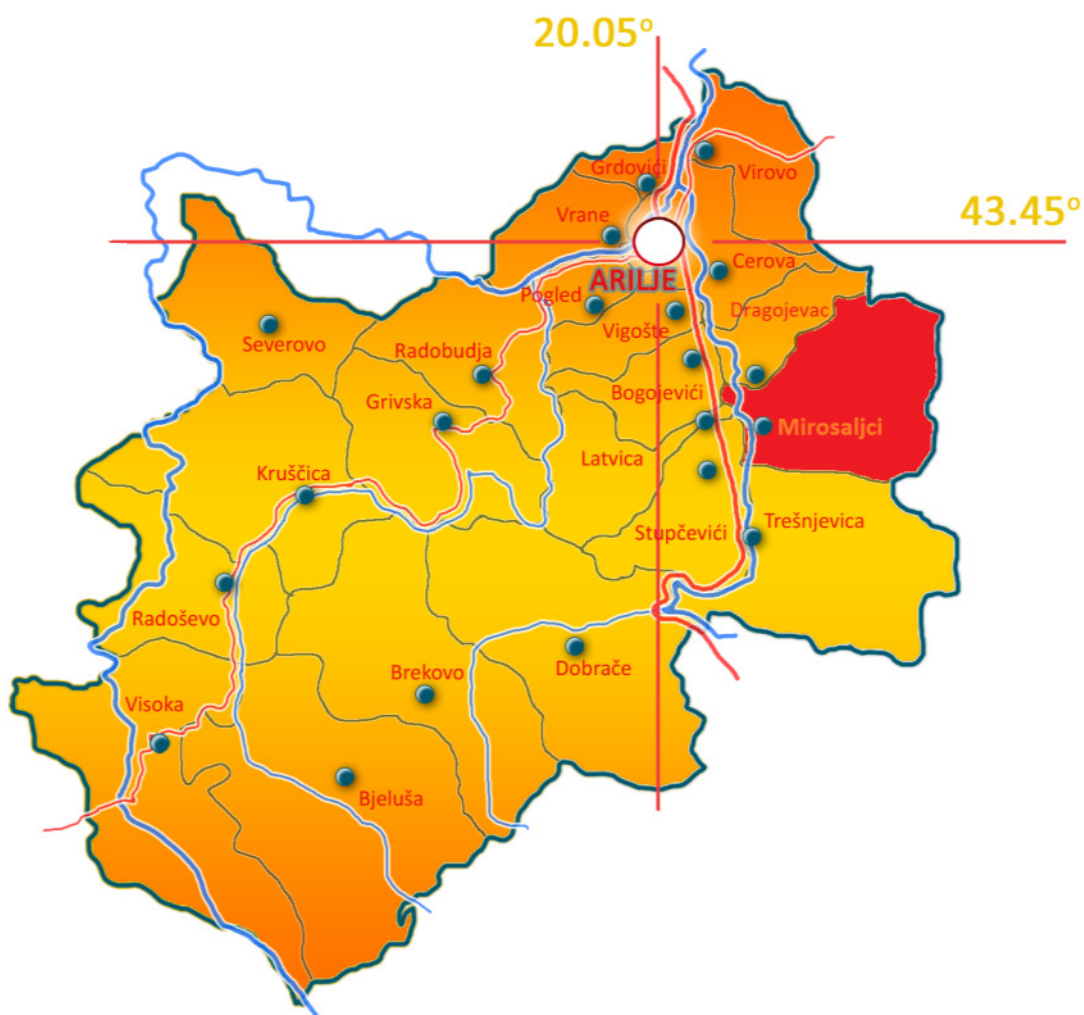 20.05°
Grdovići
Virovo
Vrane
43.45°
Cerova
ARILJE
Pogled
Dragojevac
Vigošte
Severovo
Radobudja
Bogojevići
Grivska
Mirosaljci
Latvica
Kruščica
Trešnjevica
Stupčevići
Radoševo
Dobrače
Brekovo
Visoka
Bjeluša